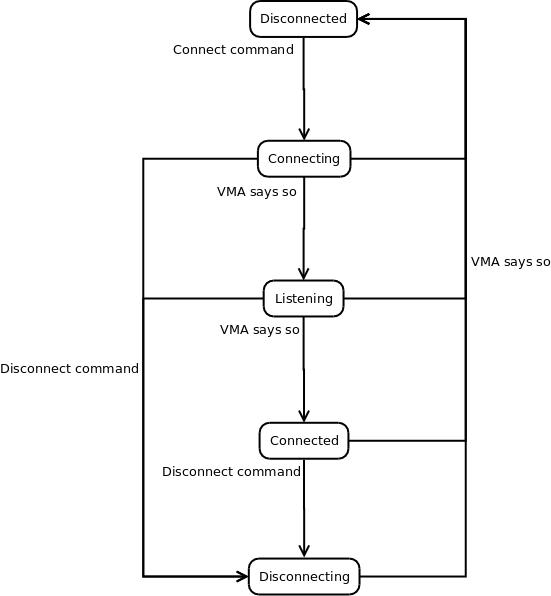 Disconnected
Connect command
Connecting
VMA says so
VMA says so
Listening
VMA says so
Disconnect command
Connected
Disconnect command
Disconnecting